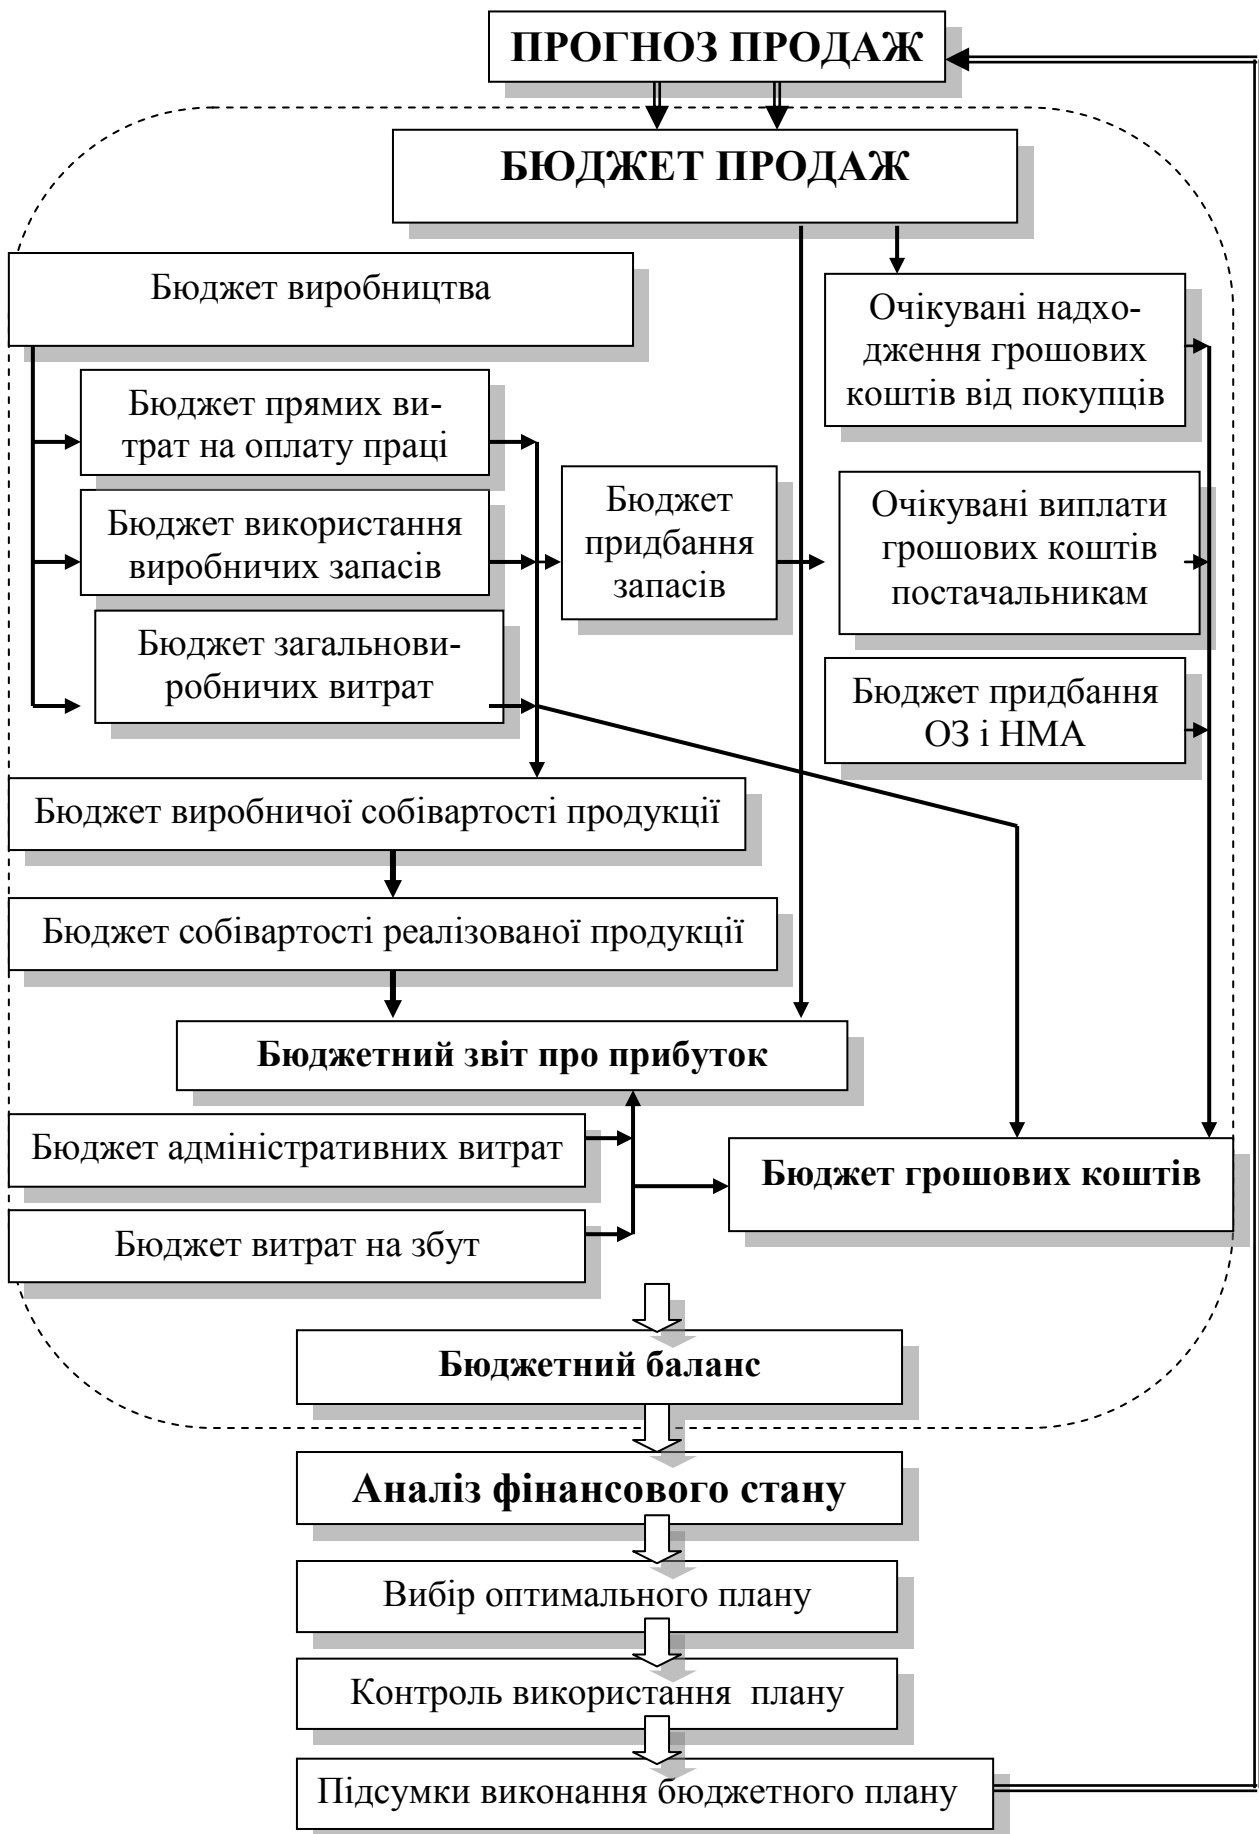 ПРОГНОЗ ПРОДАЖ
БЮДЖЕТ ПРОДАЖ
Бюджет виробництва
Очікувані надхо-
дження грошових
коштів від покупців
Бюджет прямих ви-
трат на оплату праці
Бюджет використання
виробничих запасів
Бюджет
придбання
запасів
Очікувані виплати
грошових коштів
постачальникам
Бюджет загальнови-
робничих витрат
Бюджет придбання
ОЗ і НМА
Бюджет виробничої собівартості продукції
Бюджет собівартості реалізованої продукції
Бюджетний звіт про прибуток
Бюджет адміністративних витрат
Бюджет грошових коштів
Бюджет витрат на збут
Бюджетний баланс
Аналіз фінансового стану
Вибір оптимального плану
Контроль використання плану
Підсумки виконання бюджетного плану